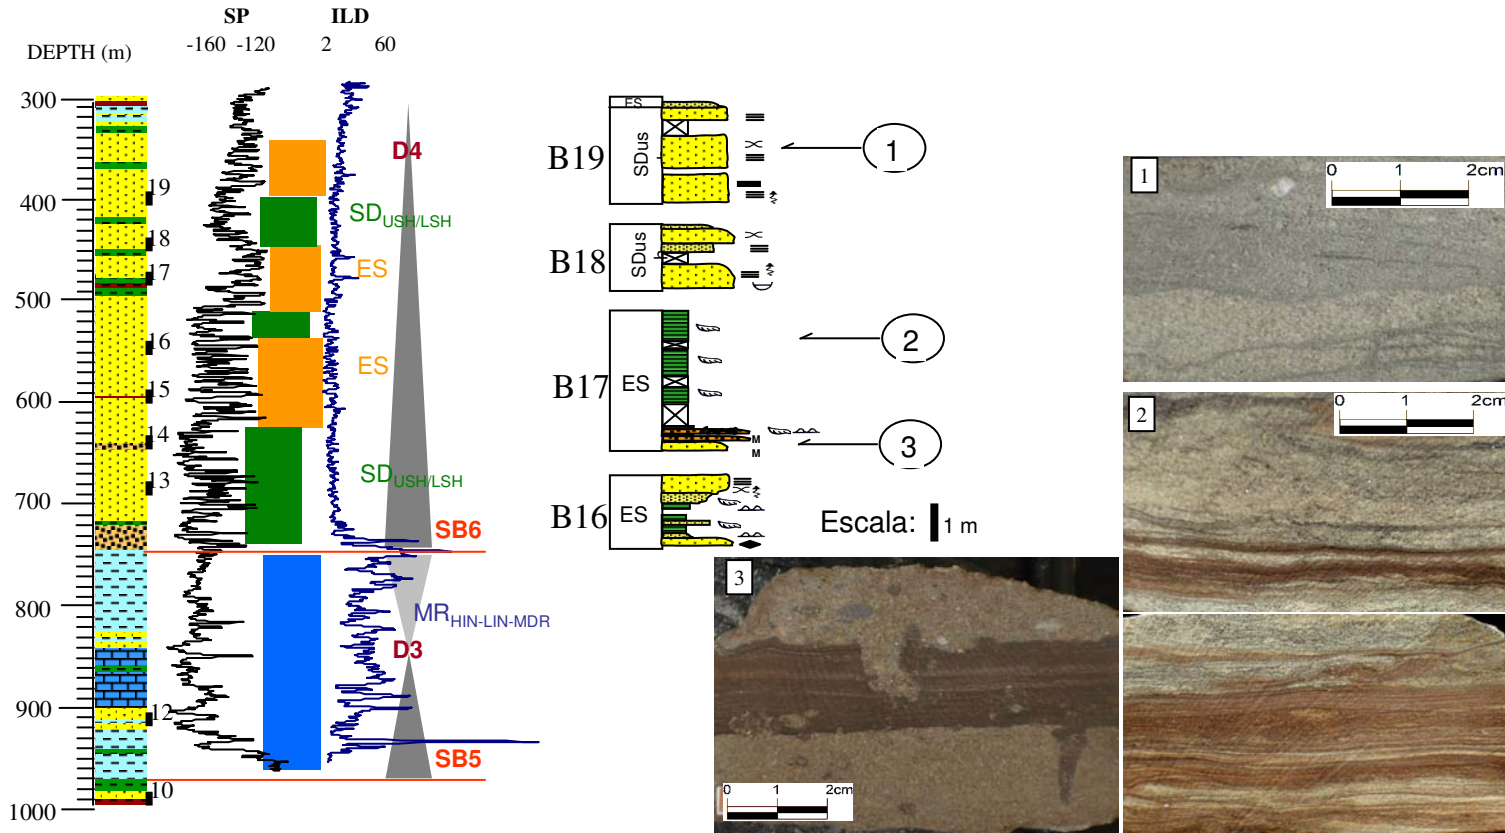 SP ILD
-160 -120 2 60
DEPTH (m)
300
400
500
600
700
800
900
1000
19
18
17
16
15
14
13
12
10
D4
SD USH/LSH
ES
ES
SD USH/LSH
SB6
MR HIN-LIN-MDR
D3
SB5
B19
ES
SDus
1
B18
SDus
B17
ES
2
3
M
M
B16
ES
Escala: 1 m
1
0 1 2cm
2
0 1 2cm
3
0 1 2cm